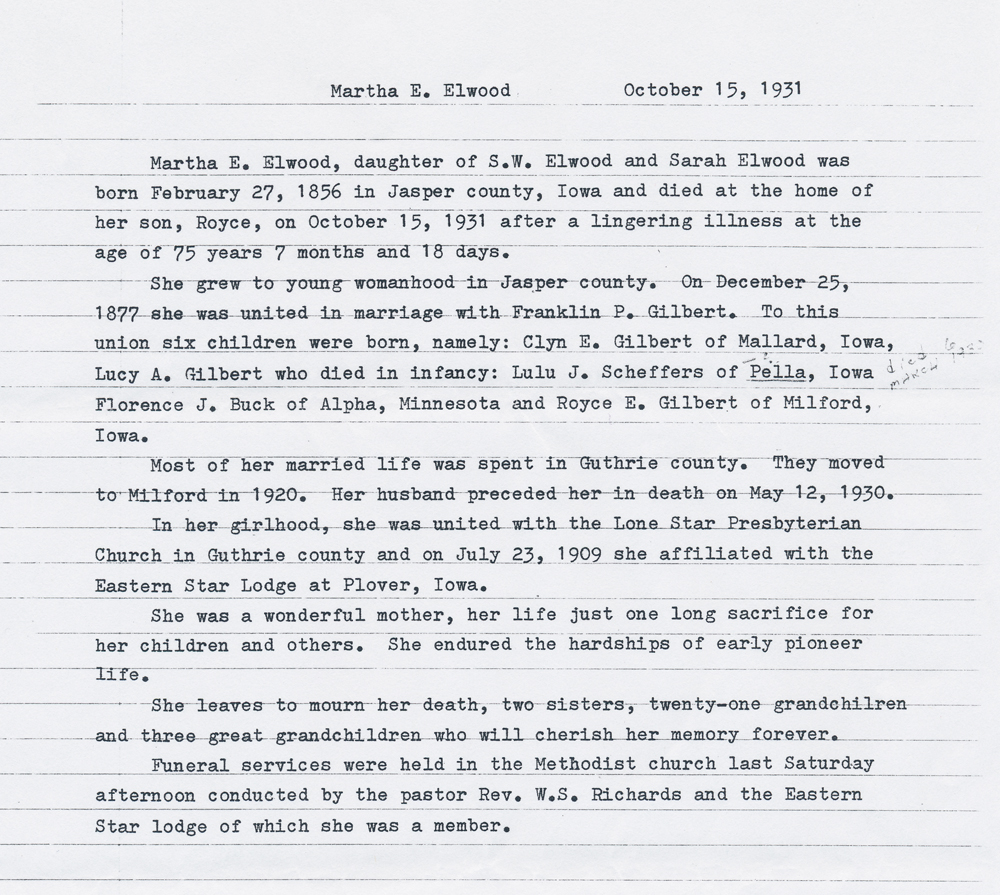 Martha E. Elwood October 15, 1931
Martha E. Elwood, daughter of S.W. Elwood and Sarah Elwood was
born February 27, 1856 in Jasper county, Iowa and died at the home of
her son, Royce, on October 15, 1931 after a lingering illness at the
age of 75 years 7 months and 18 days.
She grew to young womanhood in Jasper county. On December 25,
1877 she was united in marriage with Franklin P. Gilbert. To this
union six children were born, namely: Clyn E. Gilbert of Mallard, Iowa,
Lucy A. Gilbert who died in infancy: Lulu J. Scheffers of Pella, Iowa
died
march
Florence J. Buck of Alpha, Minnesota and Royce E. Gilbert of Milford,
Iowa.
Most of her married life was spent in Guthrie county. They moved
to Milford in 1920. Her husband preceded her in death on May 12, 1930.
In her girlhood, she was united with the Lone Star Presbyterian
Church in Guthrie county and on July 23, 1909 she affiliated with the
Eastern Star Lodge at Plover, Iowa.
She was a wonderful mother, her life just one long sacrifice for
her children and others. She endured the hardships of early pioneer
life.
She leaves to mourn her death, two sisters, twenty-one grandchilren
and three great grandchildren who will cherish her memory forever.
Funeral services were held in the Methodist church last Saturday
afternoon conducted by the pastor Rev. W.S. Richards and the Eastern
Star lodge of which she was a member.